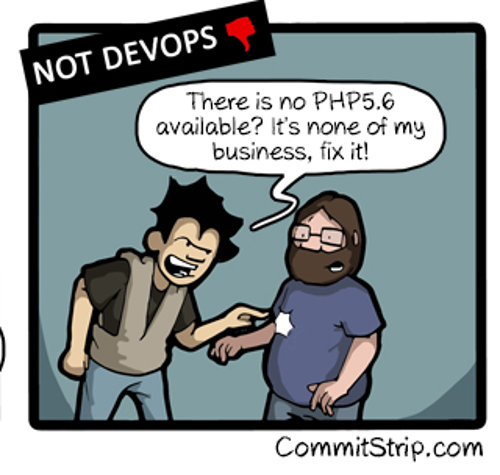 NOT DEVOPS
There is no PHP5.6
available? It's none of my
business, fix it!
CommitStrip.com